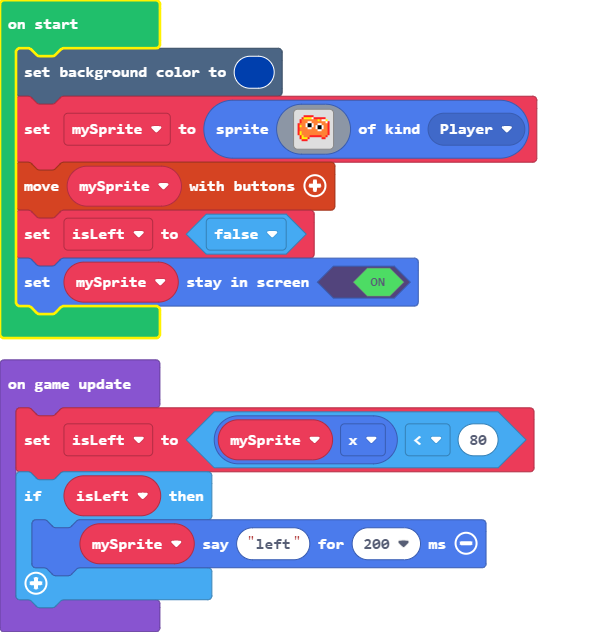 on start
set background color to
set mySprite to sprite of kind Player
move mySprite with buttons
set isLeft to false
set mySprite stay in screen ON
on game update
set isLeft to mySprite x < 80
if isLeft then
mySprite say "left" for 200 ms